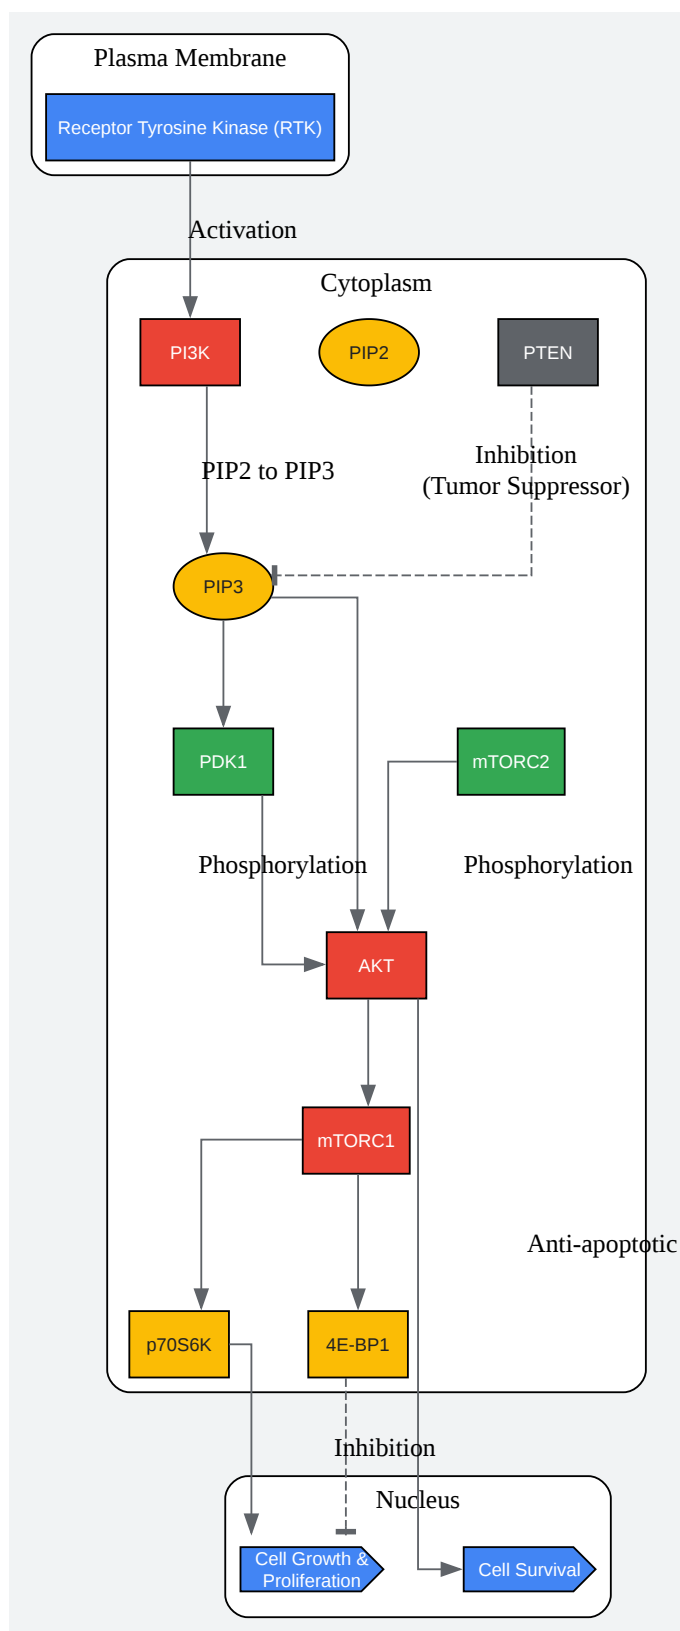 Plasma Membrane
Receptor Tyrosine Kinase (RTK)
Activation
Cytoplasm
PI3K
PIP2
PTEN
PIP2 to PIP3
Inhibition
(Tumor Suppressor)
PIP3
PDK1
mTORC2
Phosphorylation
Phosphorylation
AKT
mTORC1
Anti-apoptotic
p70S6K
4E-BP1
Inhibition
Nucleus
Cell Growth &
Proliferation
Cell Survival